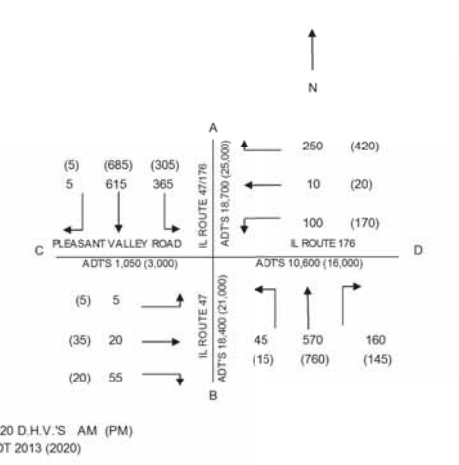 N
A
250 (420)
(5) (685) (305)
5 615 365
10 (20)
100 (170)
IL ROUTE 47/176
ADT'S 18,700 (25,000)
PLEASANT VALLEY ROAD
IL ROUTE 176
C
D
ADT'S 1,050 (3,000)
ADT'S 10,600 (16,000)
IL ROUTE 47
ADT'S 18,400 (21,000)
(5) 5
(35) 20
(20) 55
45 570 160
(15) (760) (145)
B
20 D.H.V.'S AM (PM)
DT 2013 (2020)